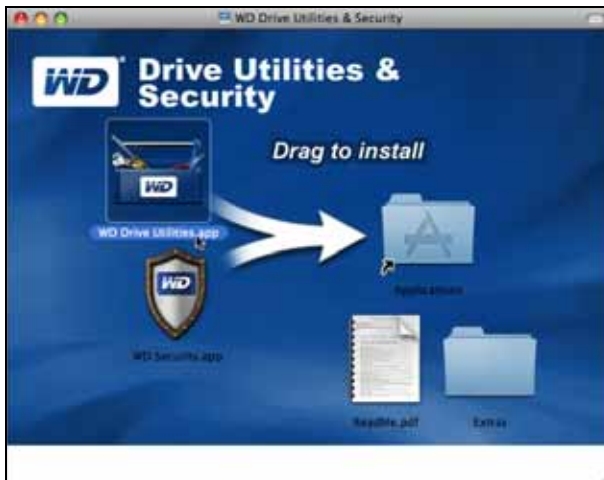 WD Drive Utilities & Security
WD
Drive Utilities &
Security
Drag to install
WD
WD Drive Utilities.app
Applications
WD
WD Security.app
Readme.pdf
Extras